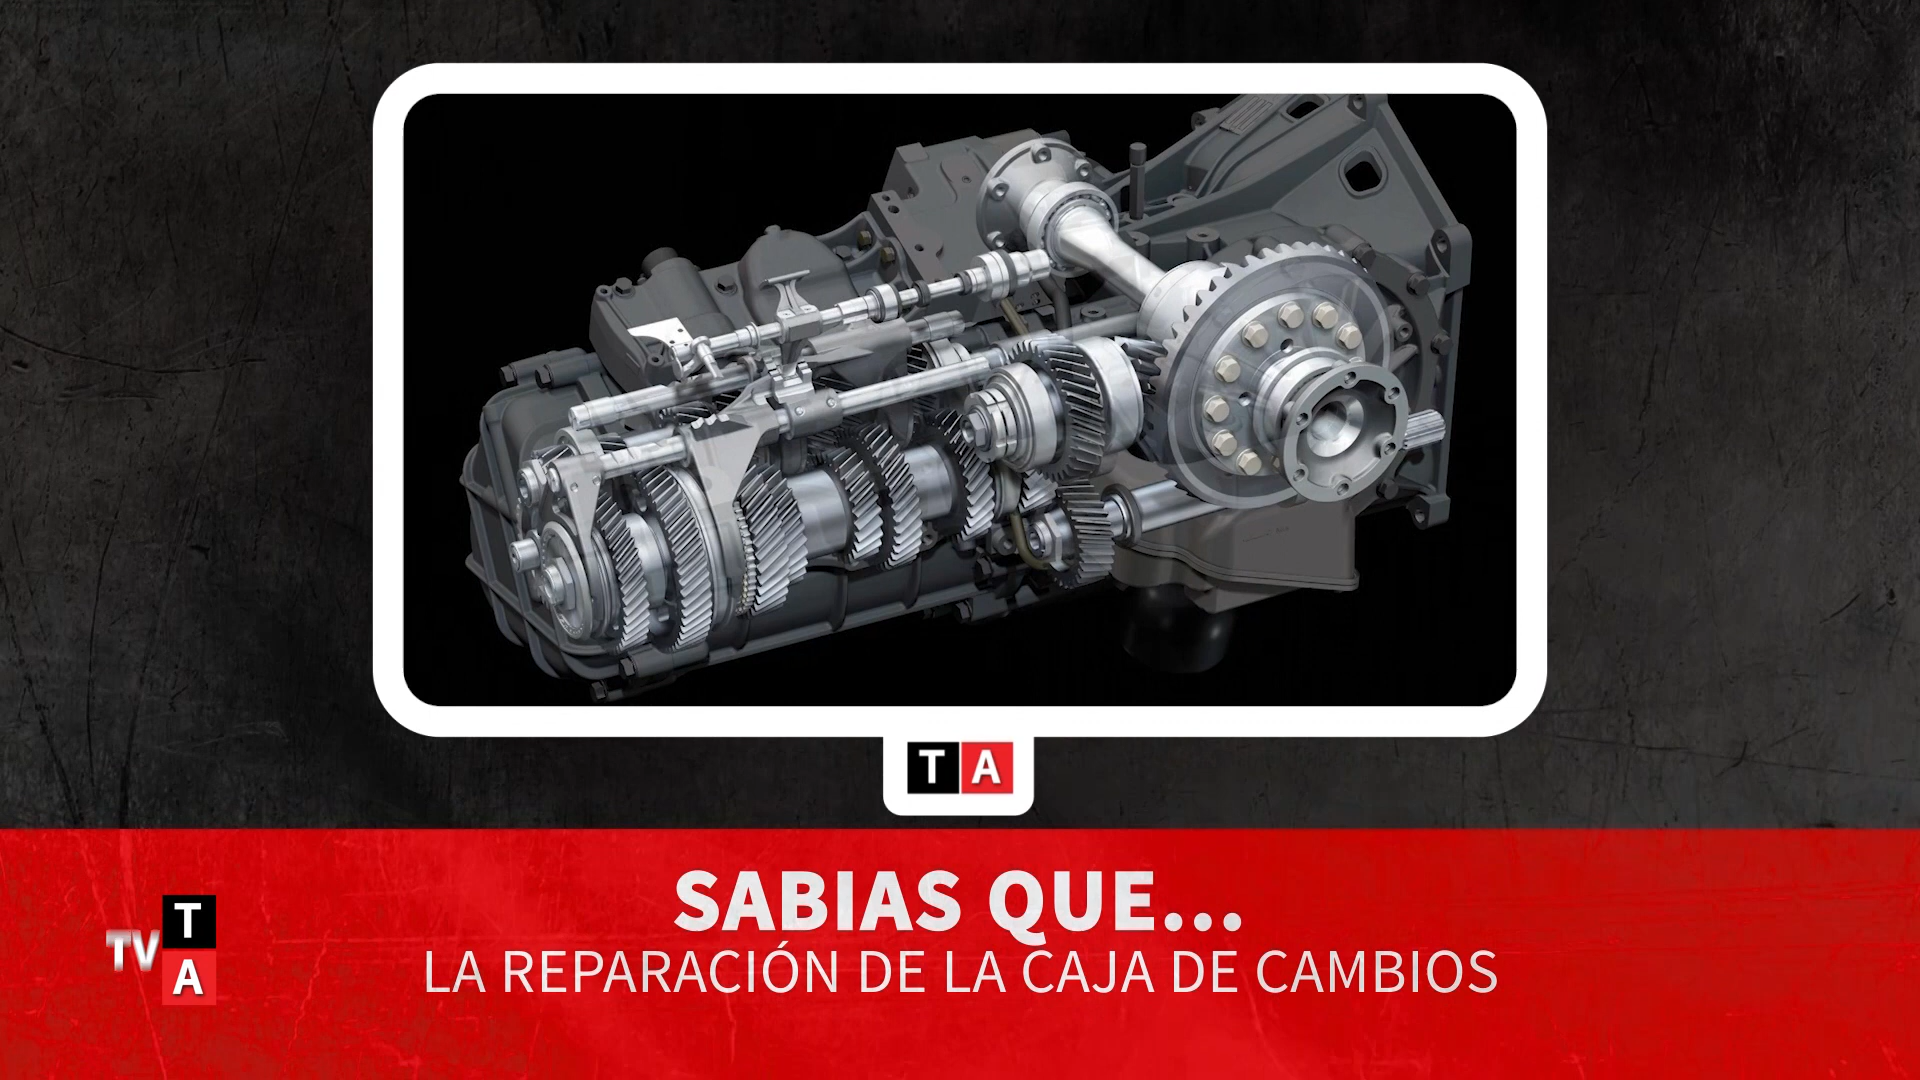 T A
SABIAS QUE...
LA REPARACIÓN DE LA CAJA DE CAMBIOS
TV T
A